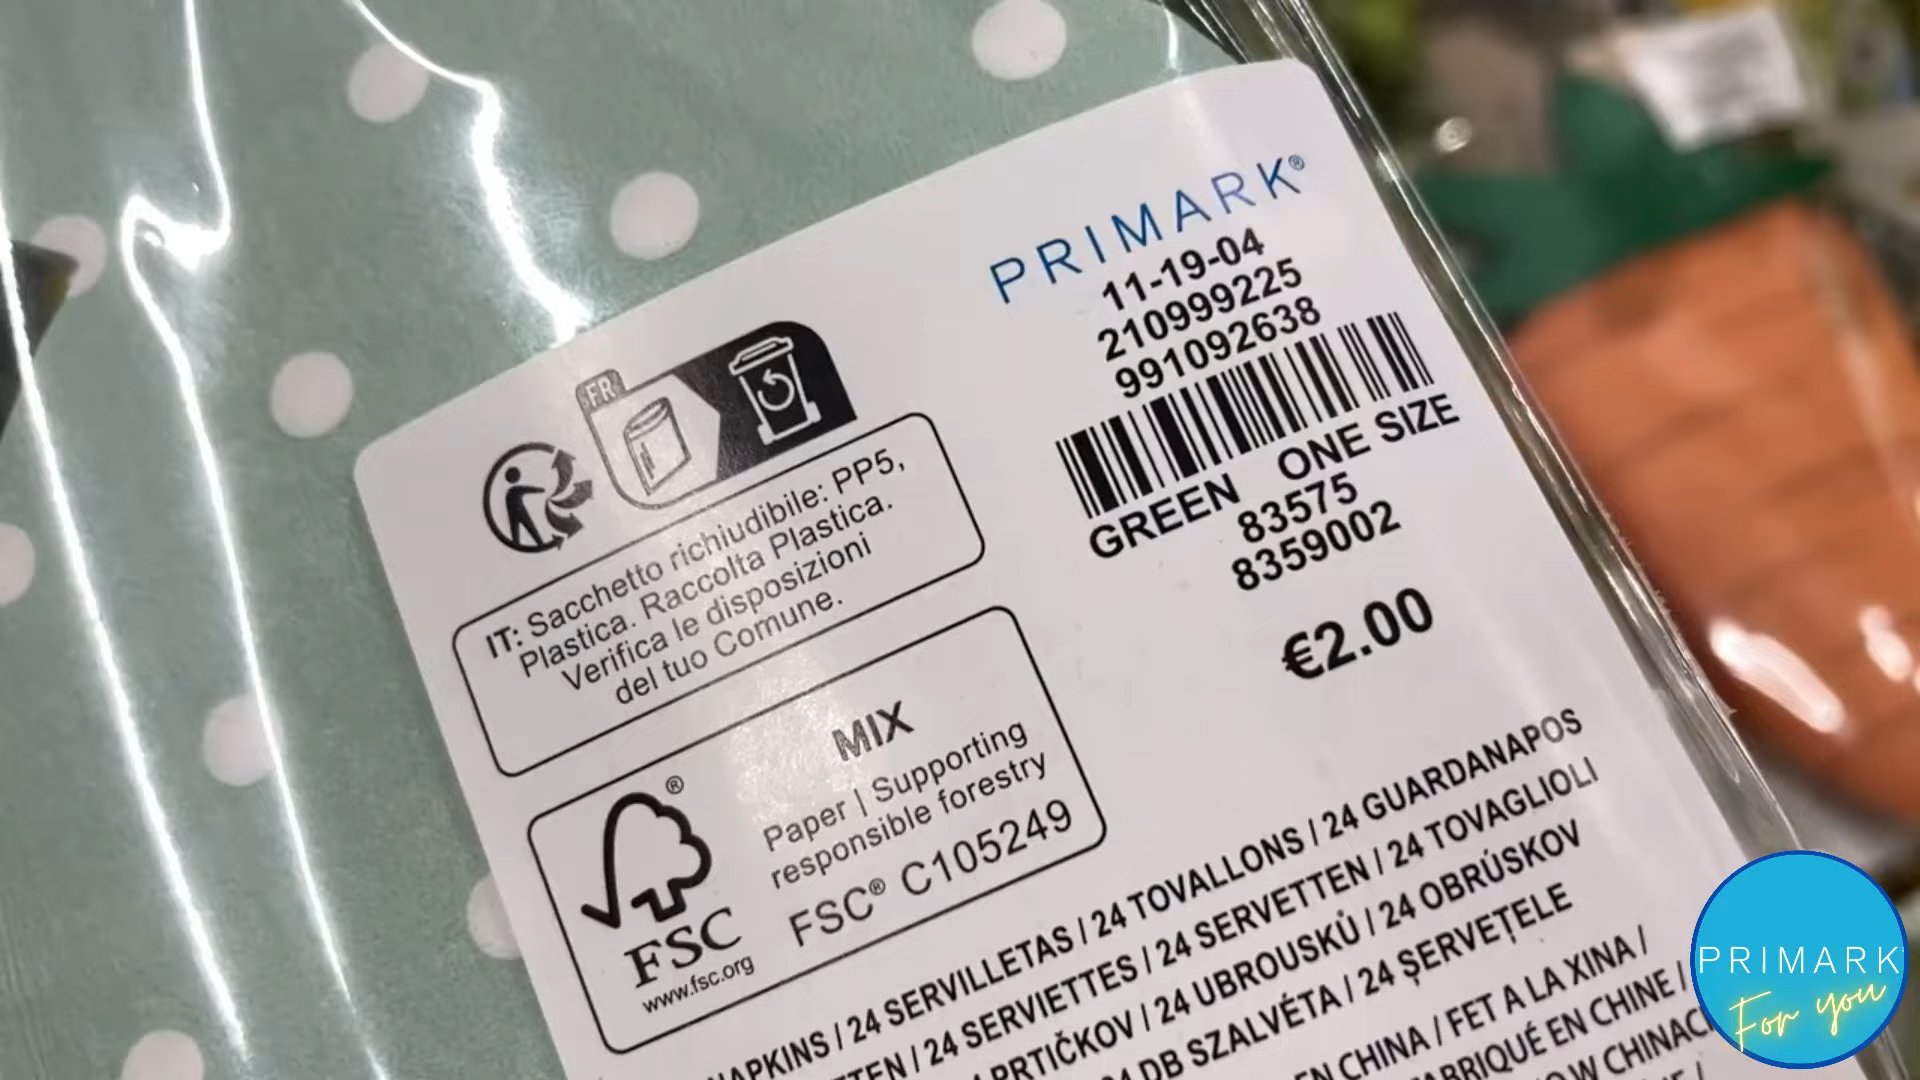 PRIMARK®
11-19-04
210999225
991092638
GREEN ONE SIZE
83575
8359002
€2.00
FR
IT: Sacchetto richiudibile: PP5,
Plastica. Raccolta Plastica.
Verifica le disposizioni
del tuo Comune.
MIX
Paper | Supporting
responsible forestry
FSC® C105249
®
FSC
www.fsc.org
/ 24 SERVILLETAS / 24 TOVALLONS / 24 GUARDANAPOS
/ 24 SERVIETTES / 24 SERVETTEN / 24 TOVAGLIOLI
/ 24 UBROUSKŮ / 24 OBRÚSKOV
DB SZALVÉTA / 24 ȘERVEȚELE
EN CHINA / FET A LA XINA /
EN CHINE /
PRIMARK
For you